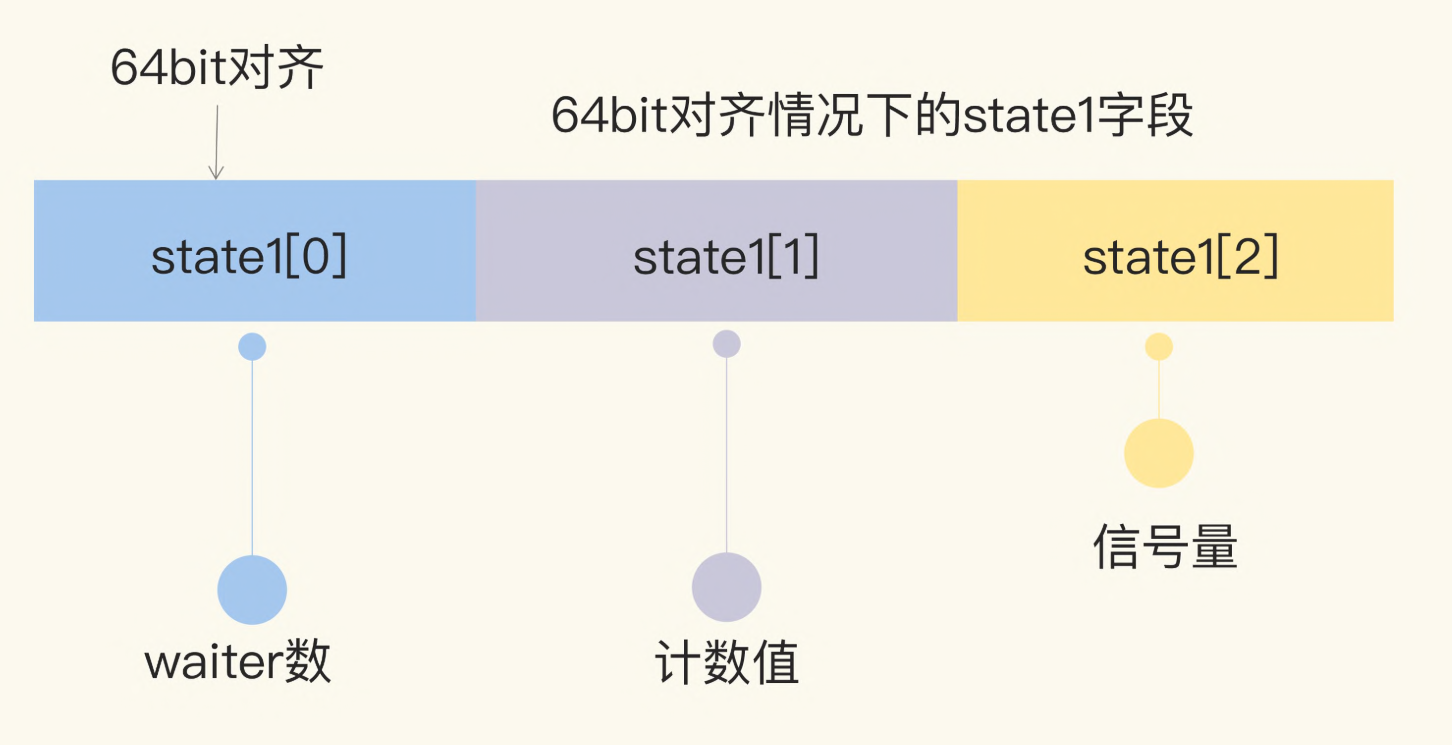 64bit对齐
64bit对齐情况下的state1字段
state1[0]
state1[1]
state1[2]
信号量
waiter数
计数值